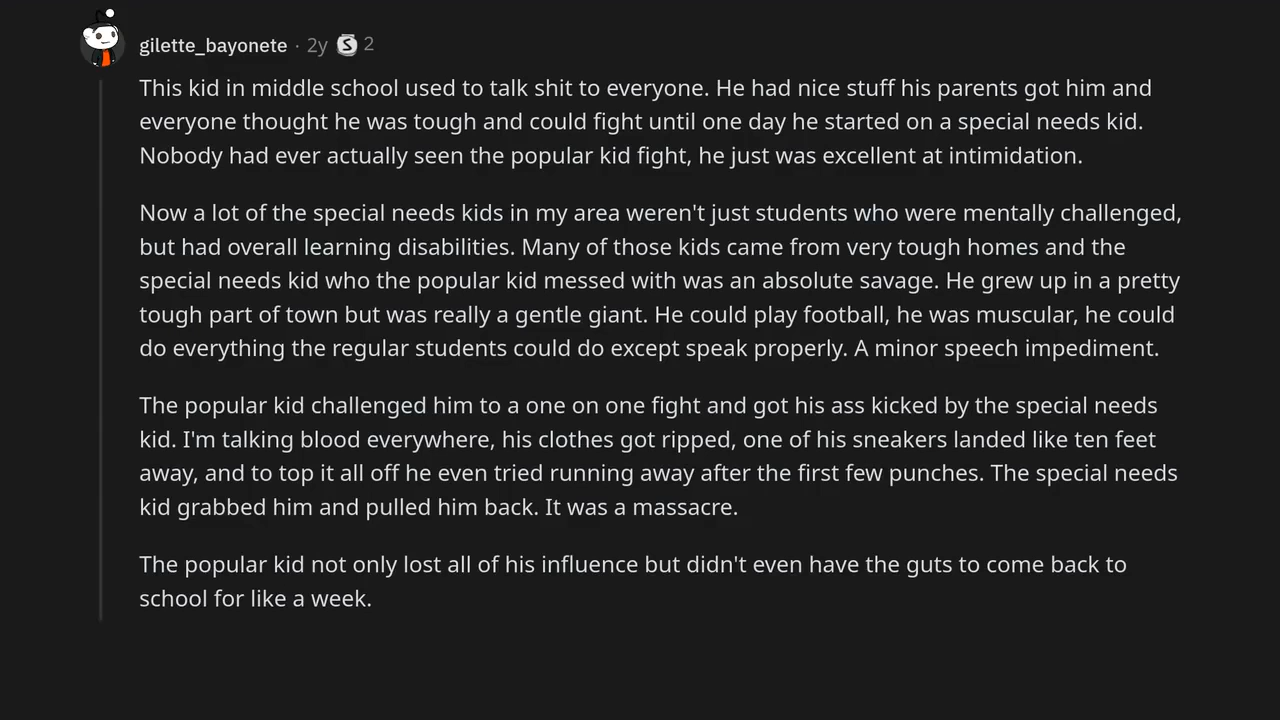 gilette_bayonete · 2y S 2
This kid in middle school used to talk shit to everyone. He had nice stuff his parents got him and
everyone thought he was tough and could fight until one day he started on a special needs kid.
Nobody had ever actually seen the popular kid fight, he just was excellent at intimidation.
Now a lot of the special needs kids in my area weren't just students who were mentally challenged,
but had overall learning disabilities. Many of those kids came from very tough homes and the
special needs kid who the popular kid messed with was an absolute savage. He grew up in a pretty
tough part of town but was really a gentle giant. He could play football, he was muscular, he could
do everything the regular students could do except speak properly. A minor speech impediment.
The popular kid challenged him to a one on one fight and got his ass kicked by the special needs
kid. I'm talking blood everywhere, his clothes got ripped, one of his sneakers landed like ten feet
away, and to top it all off he even tried running away after the first few punches. The special needs
kid grabbed him and pulled him back. It was a massacre.
The popular kid not only lost all of his influence but didn't even have the guts to come back to
school for like a week.